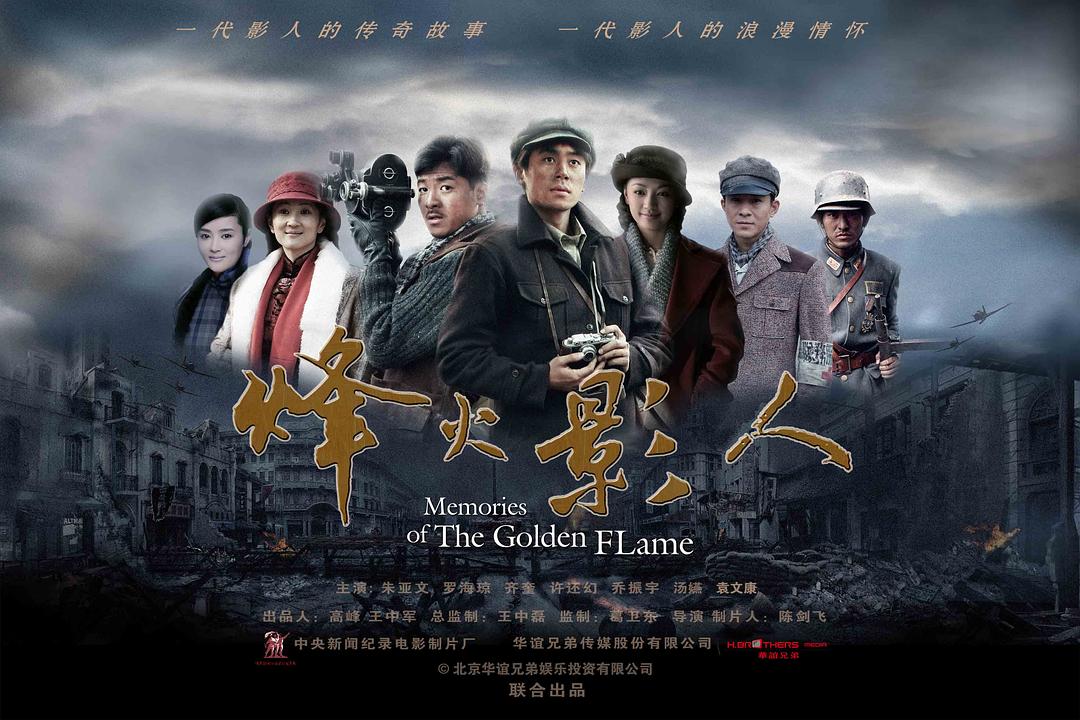 一代影人的传奇故事 一代影人的浪漫情怀
烽火影人
Memories
of The Golden FLame
主演：朱亚文 罗海琼 齐奎 许还幻 乔振宇 汤嬿 袁文康
出品人：高峰 王中军 总监制：王中磊 监制：葛卫东 导演 制片人：陈剑飞
中央新闻纪录电影制片厂 华谊兄弟传媒股份有限公司 H.BROTHERS MEDIA
華誼兄弟
©北京华谊兄弟娱乐投资有限公司
联合出品